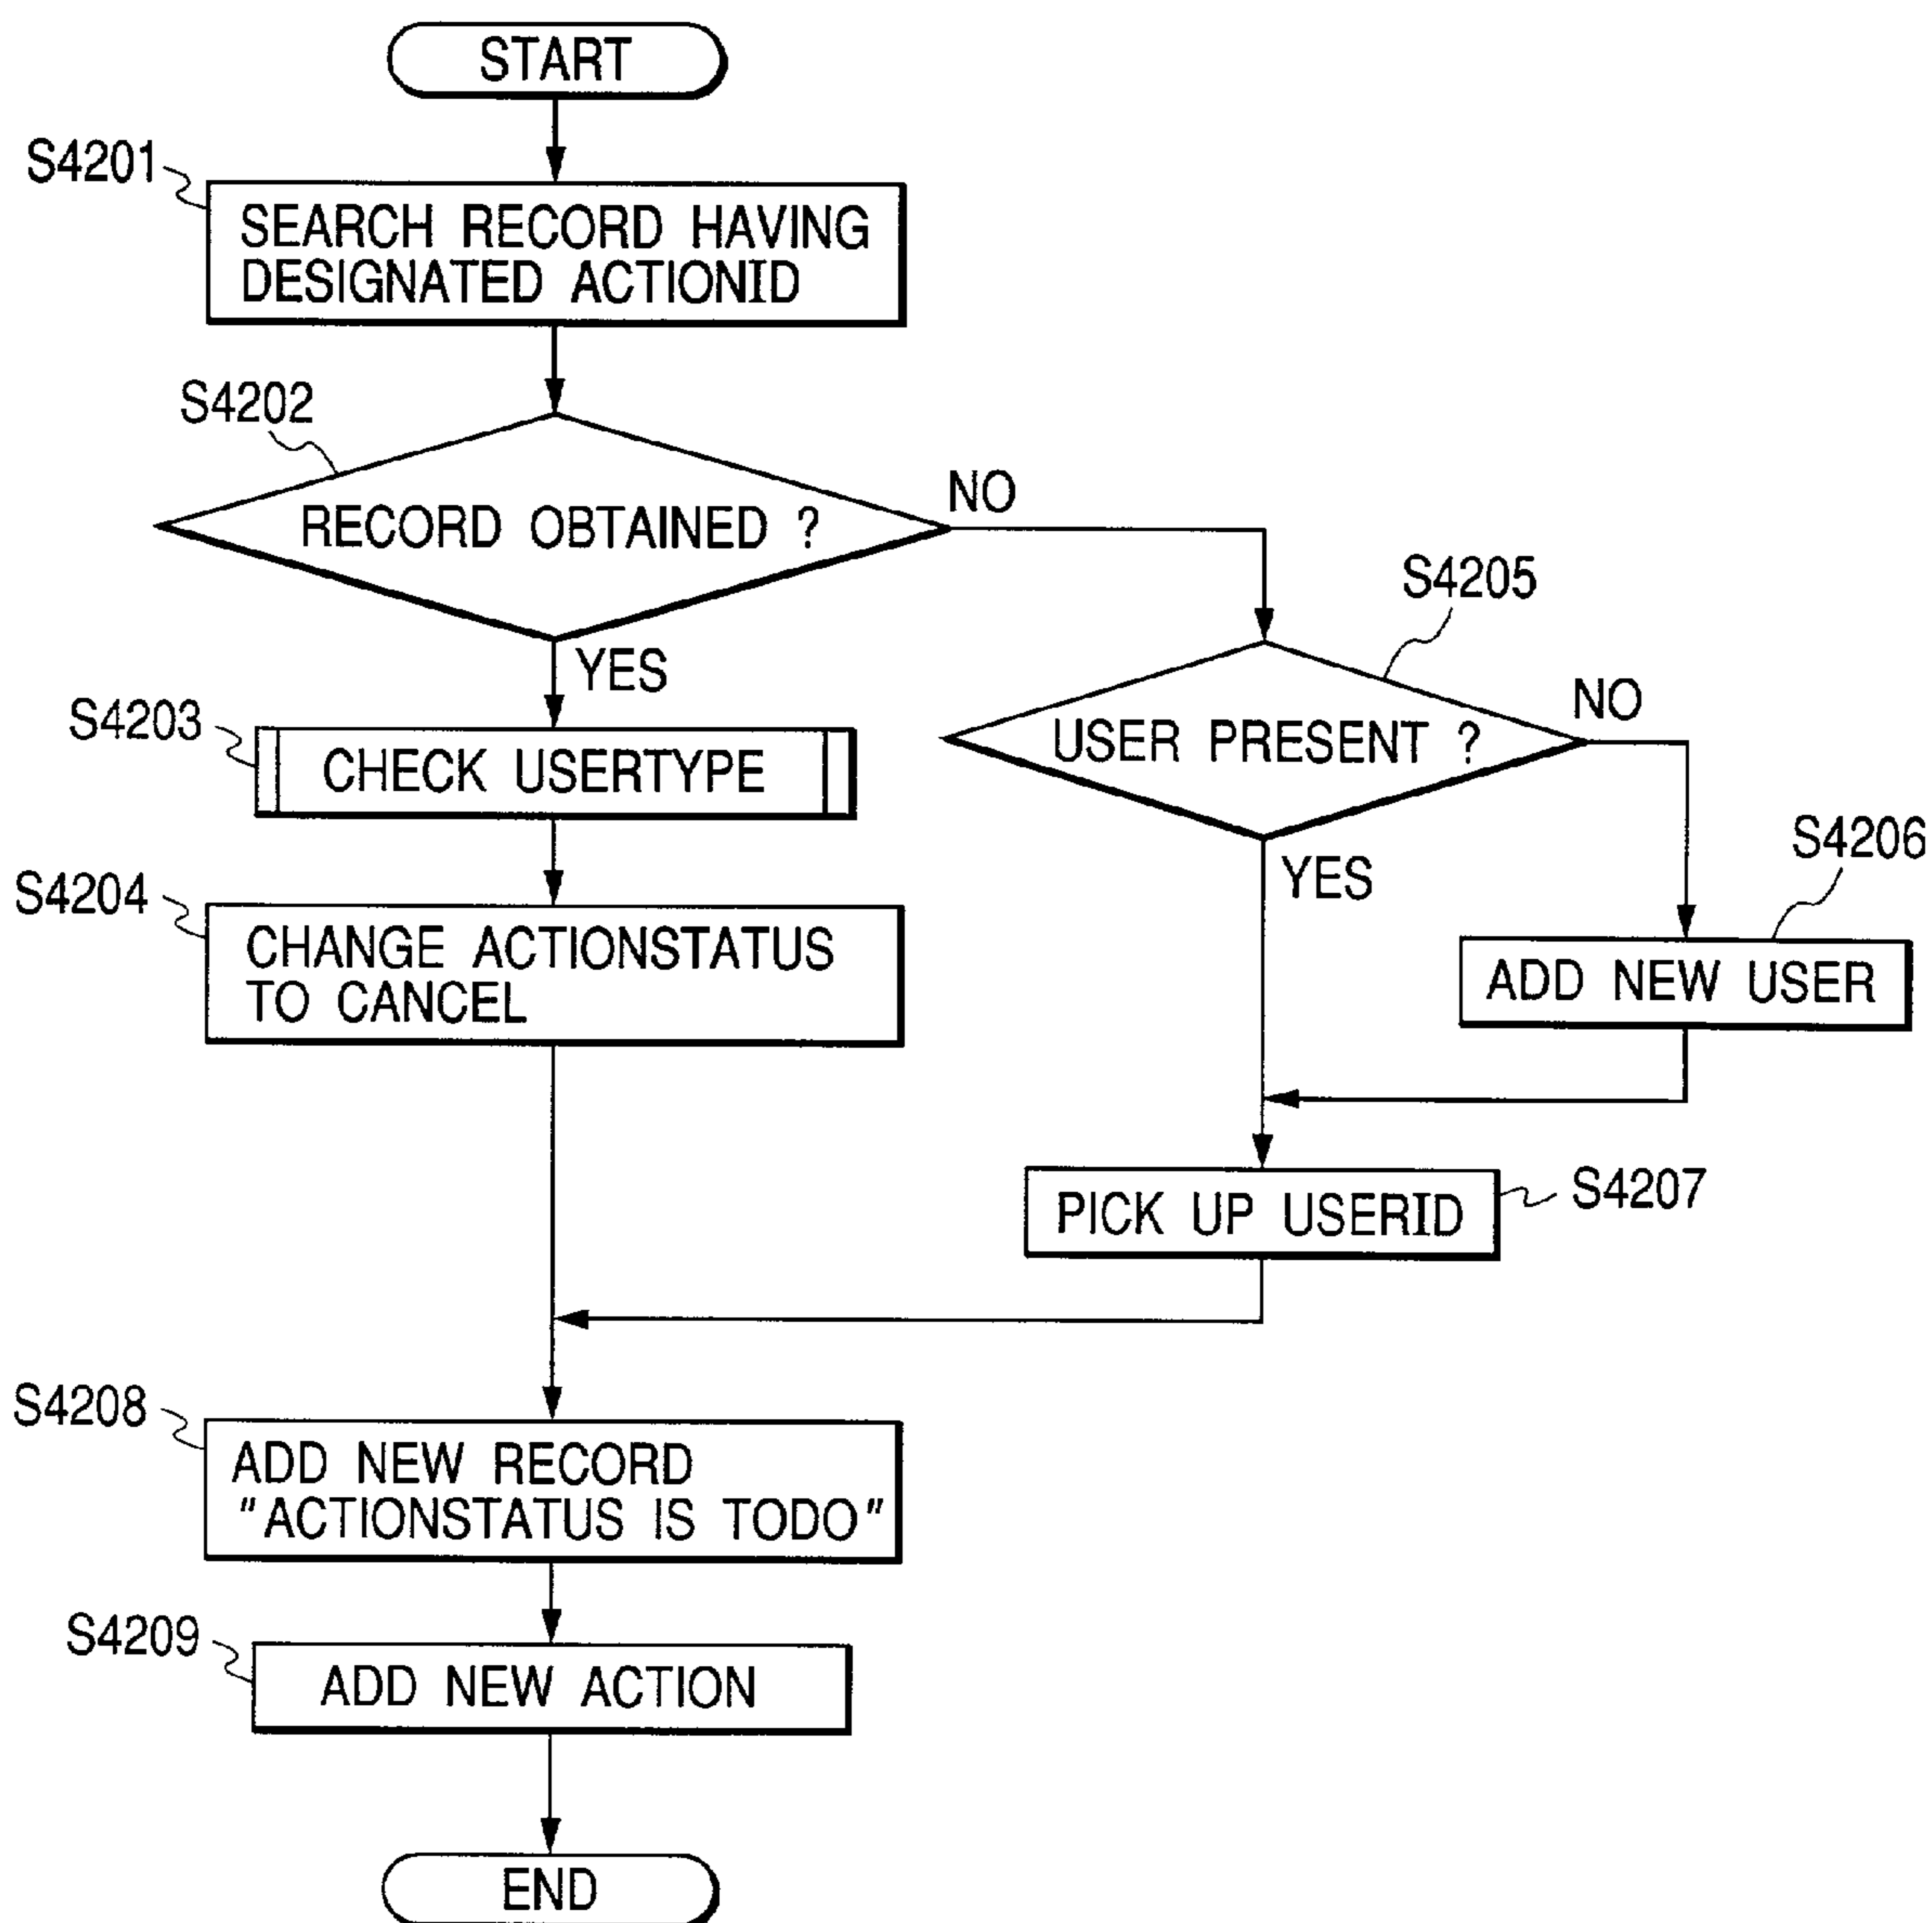 START
S4201
SEARCH RECORD HAVING
DESIGNATED ACTIONID
S4202
RECORD OBTAINED ?
NO
YES
S4205
USER PRESENT ?
NO
YES
S4203
CHECK USERTYPE
S4206
ADD NEW USER
S4204
CHANGE ACTIONSTATUS
TO CANCEL
PICK UP USERID
S4207
S4208
ADD NEW RECORD
"ACTIONSTATUS IS TODO"
S4209
ADD NEW ACTION
END